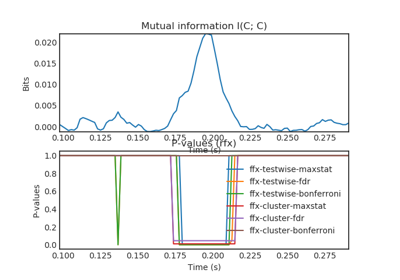 Mutual information I(C; C)
Bits
0.020
0.015
0.010
0.005
0.000
0.100 0.125 0.150 0.175 0.200 0.225 0.250 0.275
Time (s)
P-values (rfx)
P-values
1.0
0.8
0.6
0.4
0.2
0.0
ffx-testwise-maxstat
ffx-testwise-fdr
ffx-testwise-bonferroni
ffx-cluster-maxstat
ffx-cluster-fdr
ffx-cluster-bonferroni
0.100 0.125 0.150 0.175 0.200 0.225 0.250 0.275
Time (s)